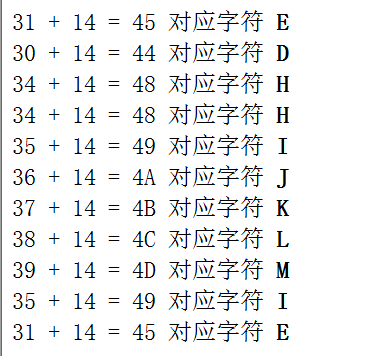 31 + 14 = 45 对应字符 E
30 + 14 = 44 对应字符 D
34 + 14 = 48 对应字符 H
34 + 14 = 48 对应字符 H
35 + 14 = 49 对应字符 I
36 + 14 = 4A 对应字符 J
37 + 14 = 4B 对应字符 K
38 + 14 = 4C 对应字符 L
39 + 14 = 4D 对应字符 M
35 + 14 = 49 对应字符 I
31 + 14 = 45 对应字符 E